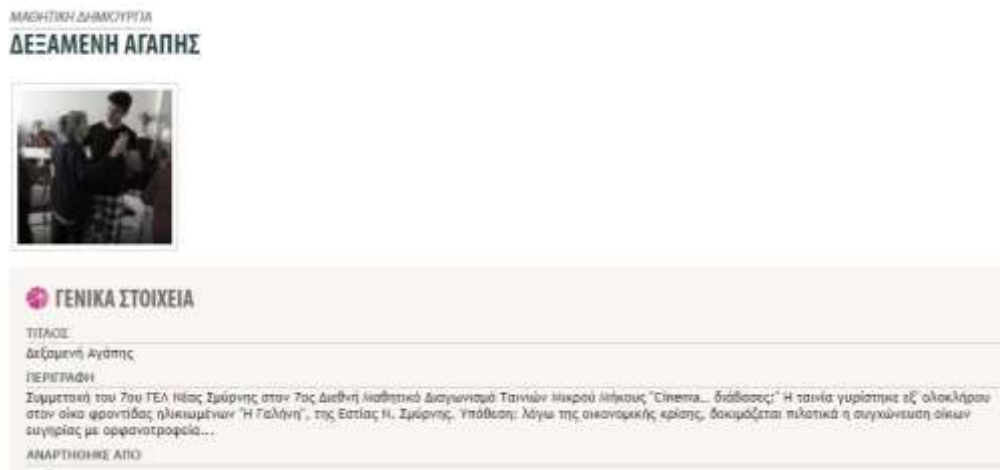 ΜΑΘΗΤΙΚΗ ΔΗΜΙΟΥΡΓΙΑ
ΔΕΞΑΜΕΝΗ ΑΓΑΠΗΣ
ΓΕΝΙΚΑ ΣΤΟΙΧΕΙΑ
ΤΙΤΛΟΣ
Δεξαμενή Αγάπης
ΠΕΡΙΓΡΑΦΗ
Συμμετοχή του 7ου ΓΕΛ Νέας Σμύρνης στον 7ος Διεθνή Μαθητικό Διαγωνισμό Ταινιών Μικρού Μήκους "Cinema... διάβασες;" Η ταινία γυρίστηκε εξ' ολοκλήρου
στον οίκο φροντίδας ηλικιωμένων "Η Γαλήνη", της Εστίας Ν. Σμύρνης. Υπόθεση: λόγω της οικονομικής κρίσης, δοκιμάζεται πιλοτικά η συγχώνευση οίκων
ευγηρίας με ορφανοτροφεία...
ΑΝΑΡΤΗΘΗΚΕ ΑΠΟ